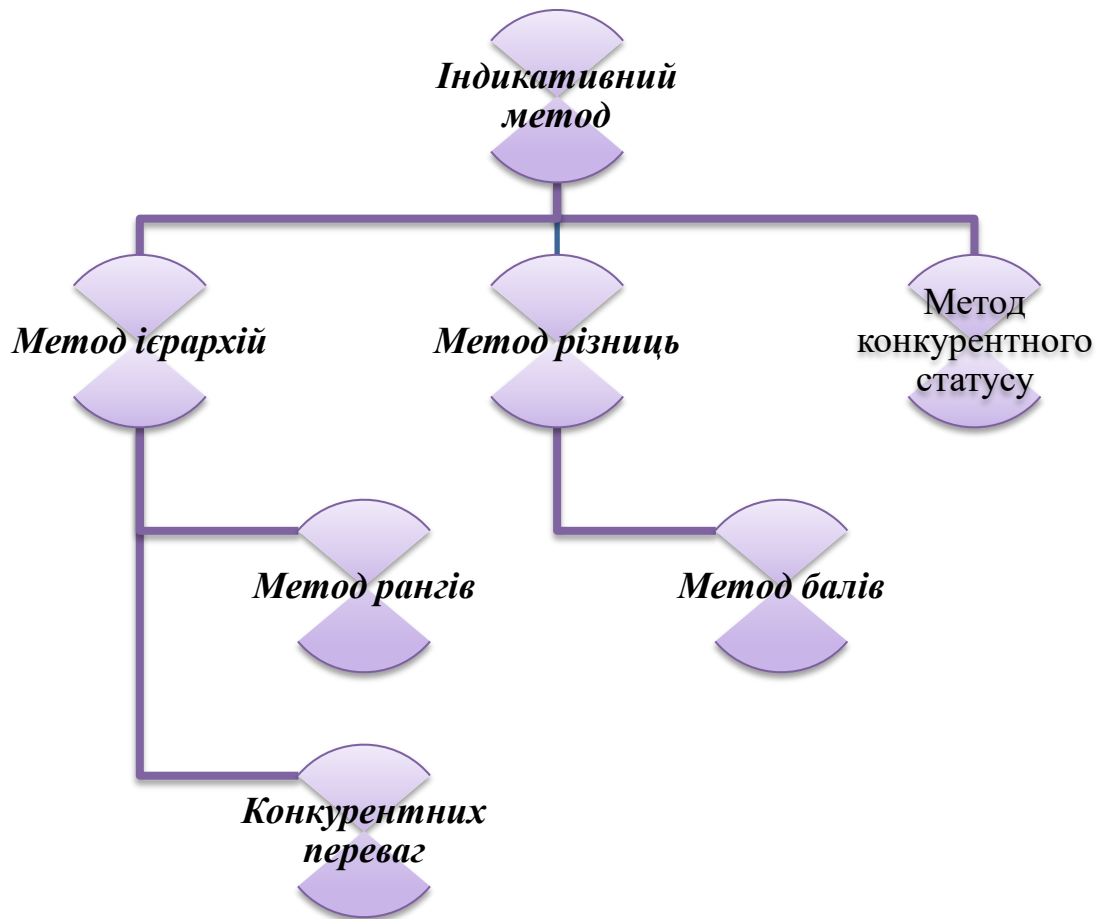 Індикативний
метод
Метод ієрархій
Метод різниць
Метод
конкурентного
статусу
Метод рангів
Метод балів
Конкурентних
переваг